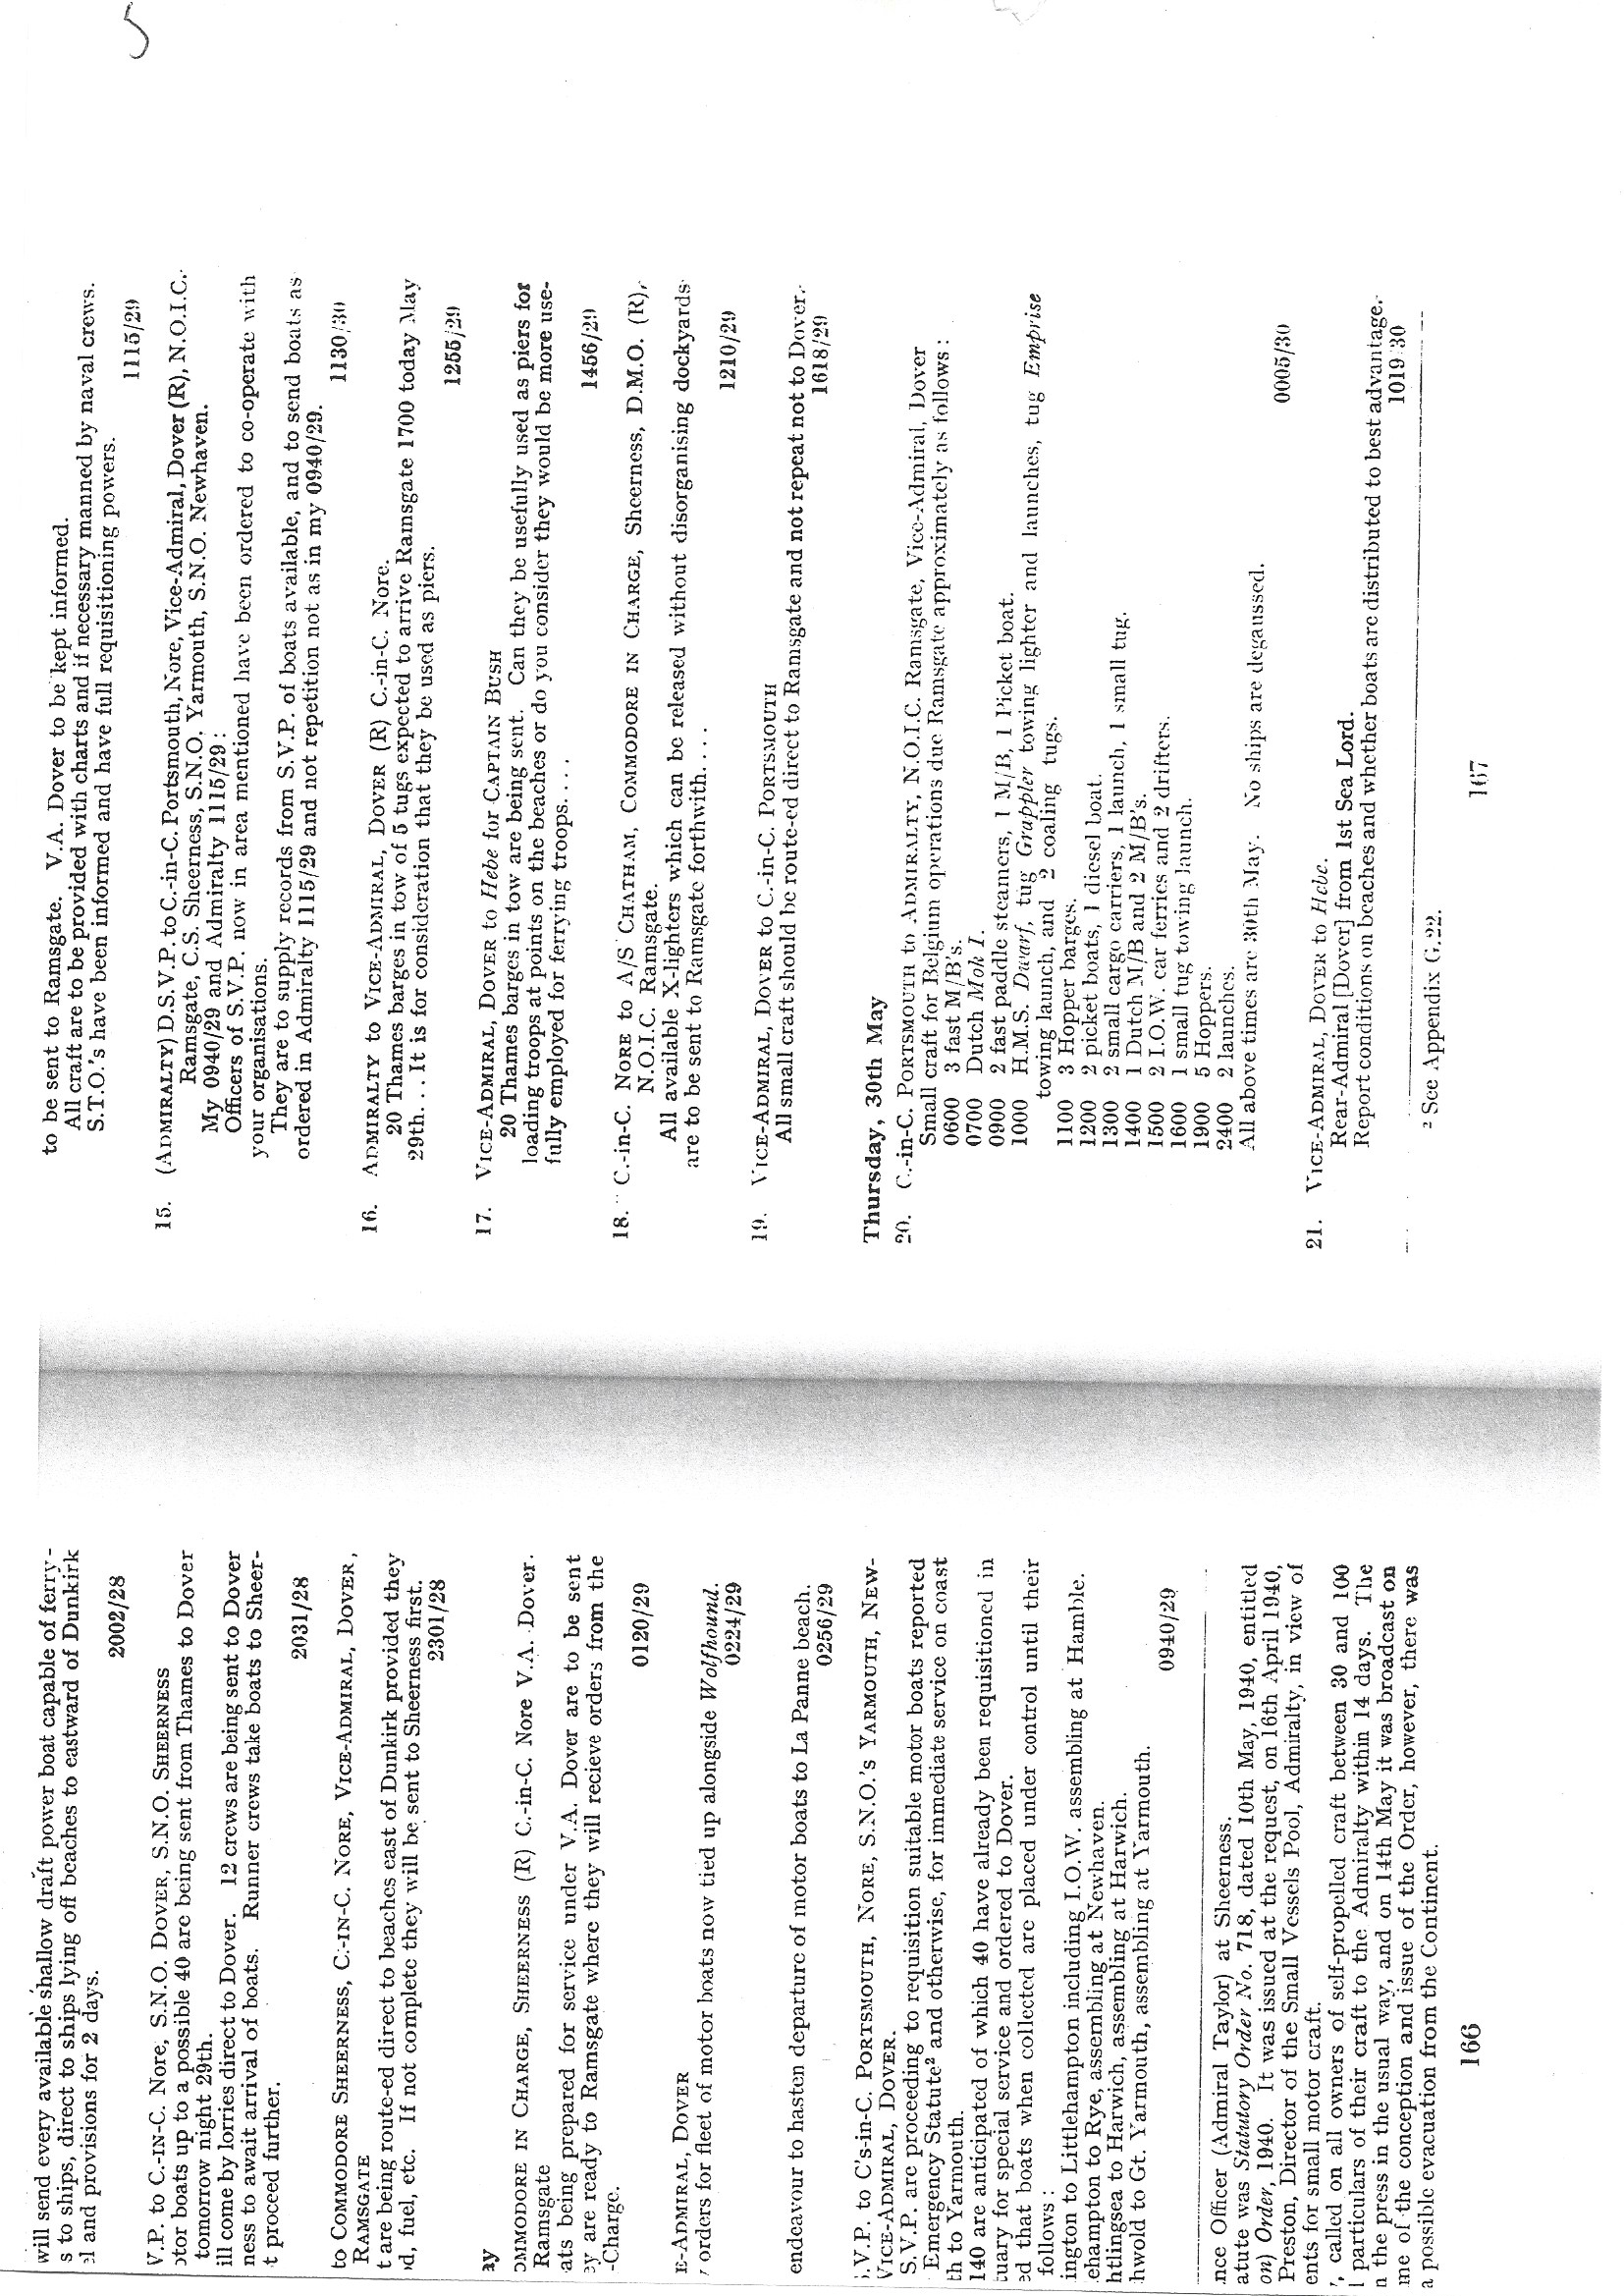 will send every available shallow draft power boat capable of ferry-
s to ships, direct to ships lying off beaches to eastward of Dunkirk
l and provisions for 2 days.
2002/28
V.P. to C.-IN-C. NORE, S.N.O. DOVER, S.N.O. SHEERNESS
tor boats up to a possible 40 are being sent from Thames to Dover
tomorrow night 29th.
ill come by lorries direct to Dover. 12 crews are being sent to Dover
ness to await arrival of boats. Runner crews take boats to Sheer-
t proceed further.
2031/28
to COMMODORE SHEERNESS, C.-IN-C. NORE, VICE-ADMIRAL, DOVER,
RAMSGATE
t are being route-ed direct to beaches east of Dunkirk provided they
d, fuel, etc. If not complete they will be sent to Sheerness first.
2301/28
ay
OMMODORE IN CHARGE, SHEERNESS (R) C.-in-C. Nore V.A. Dover.
Ramsgate
ats being prepared for service under V.A. Dover are to be sent
ey are ready to Ramsgate where they will recieve orders from the
-Charge.
0120/29
E-ADMIRAL, DOVER
orders for fleet of motor boats now tied up alongside Wolfhound.
0224/29
endeavour to hasten departure of motor boats to La Panne beach.
0256/29
.V.P. to C's-in-C. PORTSMOUTH, NORE, S.N.O.'s YARMOUTH, NEW-
VICE-ADMIRAL, DOVER.
S.V.P. are proceeding to requisition suitable motor boats reported
Emergency Statute² and otherwise, for immediate service on coast
th to Yarmouth.
140 are anticipated of which 40 have already been requisitioned in
tuary for special service and ordered to Dover.
ed that boats when collected are placed under control until their
follows:
ington to Littlehampton including I.O.W. assembling at Hamble.
ehampton to Rye, assembling at Newhaven.
htlingsea to Harwich, assembling at Harwich.
hwold to Gt. Yarmouth, assembling at Yarmouth.
0940/29
nce Officer (Admiral Taylor) at Sheerness.
atute was Statutory Order No. 718, dated 10th May, 1940, entitled
on) Order, 1940. It was issued at the request, on 16th April 1940,
Preston, Director of the Small Vessels Pool, Admiralty, in view of
ents for small motor craft.
', called on all owners of self-propelled craft between 30 and 100
l particulars of their craft to the Admiralty within 14 days. The
n the press in the usual way, and on 14th May it was broadcast on
me of the conception and issue of the Order, however, there was
a possible evacuation from the Continent.
166
5
to be sent to Ramsgate. V.A. Dover to be kept informed.
All craft are to be provided with charts and if necessary manned by naval crews.
S.T.O.'s have been informed and have full requisitioning powers.
1115/29
15. (ADMIRALTY) D.S.V.P. to C.-in-C. Portsmouth, Nore, Vice-Admiral, Dover (R), N.O.I.C.
Ramsgate, C.S. Sheerness, S.N.O. Yarmouth, S.N.O. Newhaven.
My 0940/29 and Admiralty 1115/29:
Officers of S.V.P. now in area mentioned have been ordered to co-operate with
your organisations.
They are to supply records from S.V.P. of boats available, and to send boats as
ordered in Admiralty 1115/29 and not repetition not as in my 0940/29.
1130/30
16. ADMIRALTY to VICE-ADMIRAL, DOVER (R) C.-in-C. Nore.
20 Thames barges in tow of 5 tugs expected to arrive Ramsgate 1700 today May
29th. . . It is for consideration that they be used as piers.
1255/29
17. VICE-ADMIRAL, DOVER to Hebe for CAPTAIN BUSH
20 Thames barges in tow are being sent. Can they be usefully used as piers for
loading troops at points on the beaches or do you consider they would be more use-
fully employed for ferrying troops. . . .
1456/29
18. C.-in-C. NORE to A/S CHATHAM, COMMODORE IN CHARGE, SHEERNESS, D.M.O. (R),
N.O.I.C. Ramsgate.
All available X-lighters which can be released without disorganising dockyards
are to be sent to Ramsgate forthwith. . . .
1210/29
19. VICE-ADMIRAL, DOVER to C.-in-C. PORTSMOUTH
All small craft should be route-ed direct to Ramsgate and not repeat not to Dover.
1618/29
Thursday, 30th May
20. C.-in-C. PORTSMOUTH to ADMIRALTY, N.O.I.C. Ramsgate, Vice-Admiral, Dover
Small craft for Belgium operations due Ramsgate approximately as follows:
0600 3 fast M/B's.
0700 Dutch Mok I.
0900 2 fast paddle steamers, 1 M/B, 1 Picket boat.
1000 H.M.S. Dwarf, tug Grappler towing lighter and launches, tug Emprise
towing launch, and 2 coaling tugs.
1100 3 Hopper barges.
1200 2 picket boats, 1 diesel boat.
1300 2 small cargo carriers, 1 launch, 1 small tug.
1400 1 Dutch M/B and 2 M/B's.
1500 2 I.O.W. car ferries and 2 drifters.
1600 1 small tug towing launch.
1900 5 Hoppers.
2400 2 launches.
All above times are 30th May. No ships are degaussed.
0005/30
21. VICE-ADMIRAL, DOVER to Hebe.
Rear-Admiral [Dover] from 1st Sea Lord.
Report conditions on beaches and whether boats are distributed to best advantage.
1019/30
² See Appendix G.22.
167